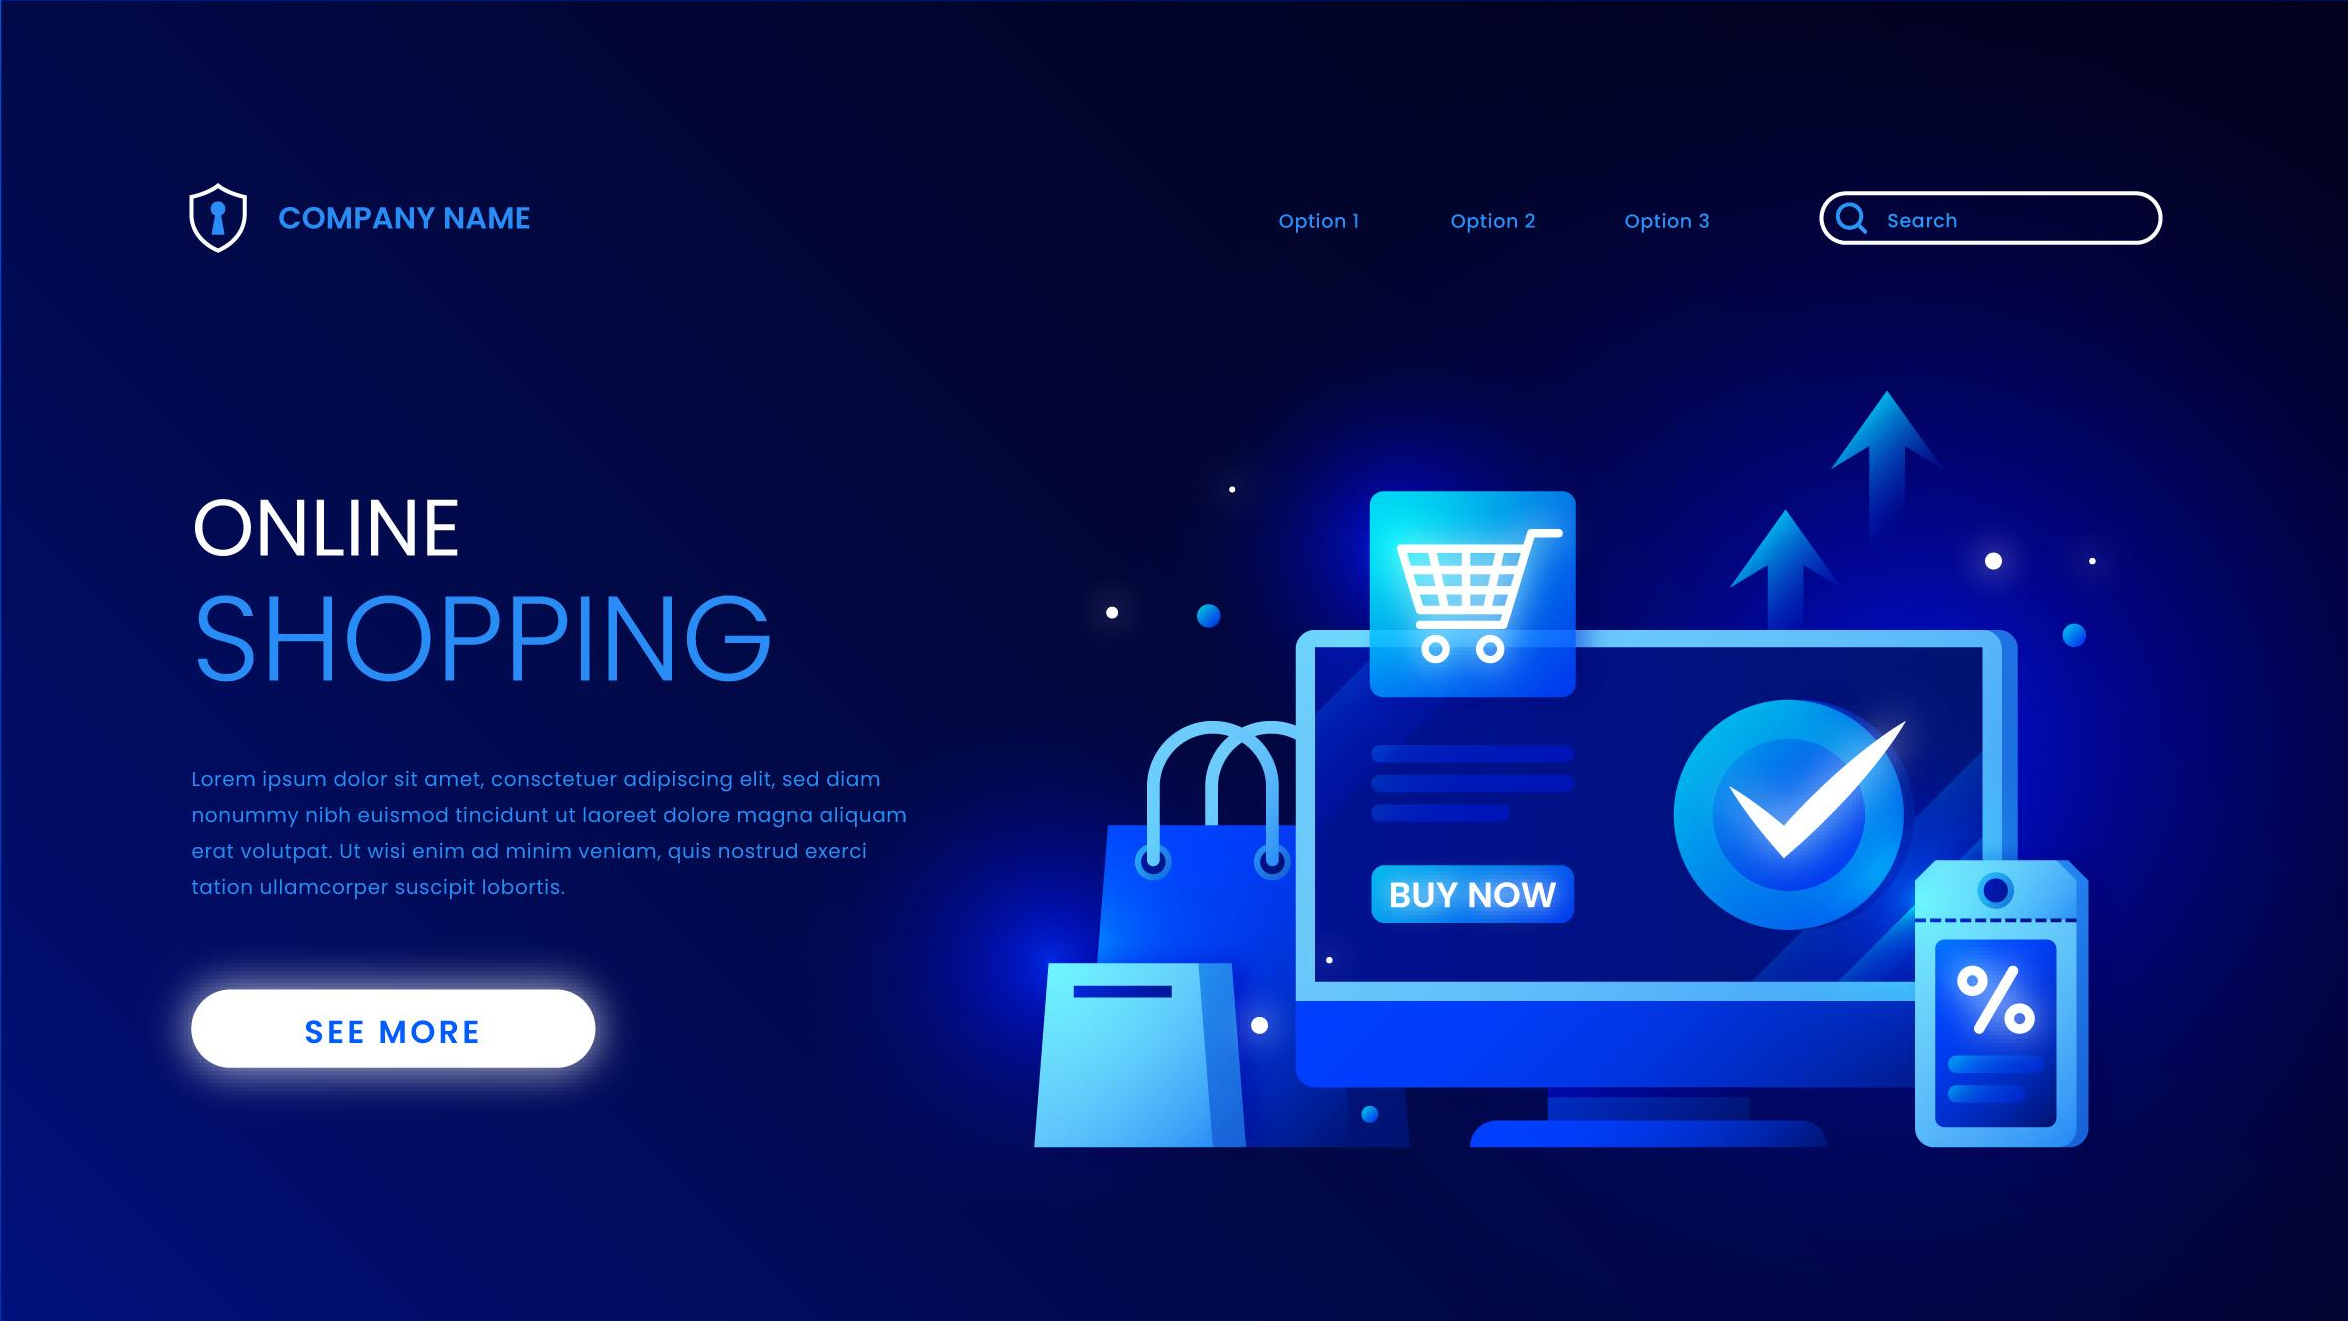 COMPANY NAME
Option 1
Option 2
Option 3
Search
ONLINE
SHOPPING
Lorem ipsum dolor sit amet, consctetuer adipiscing elit, sed diam
nonummy nibh euismod tincidunt ut laoreet dolore magna aliquam
erat volutpat. Ut wisi enim ad minim veniam, quis nostrud exerci
tation ullamcorper suscipit lobortis.
SEE MORE
BUY NOW
%